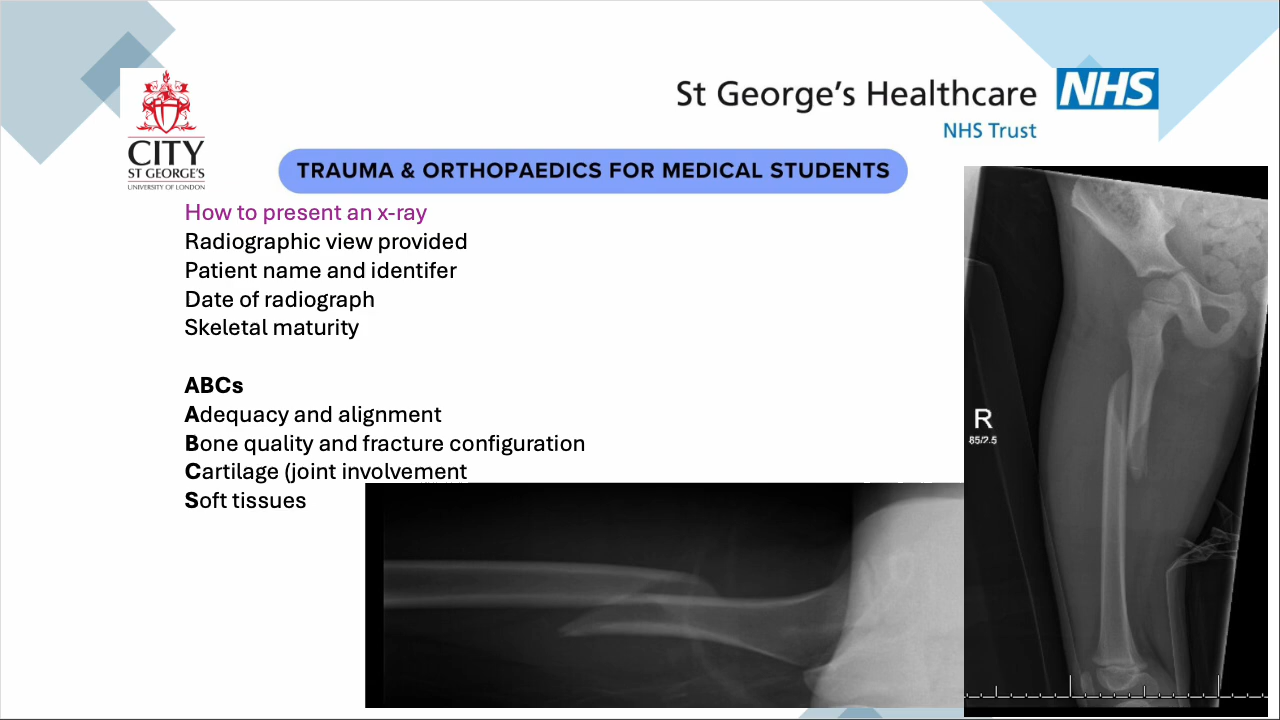 CITY
ST GEORGE'S
UNIVERSITY OF LONDON
St George's Healthcare NHS
NHS Trust
TRAUMA & ORTHOPAEDICS FOR MEDICAL STUDENTS
How to present an x-ray
Radiographic view provided
Patient name and identifer
Date of radiograph
Skeletal maturity
ABCs
Adequacy and alignment
Bone quality and fracture configuration
Cartilage (joint involvement
Soft tissues
R
85/2.5